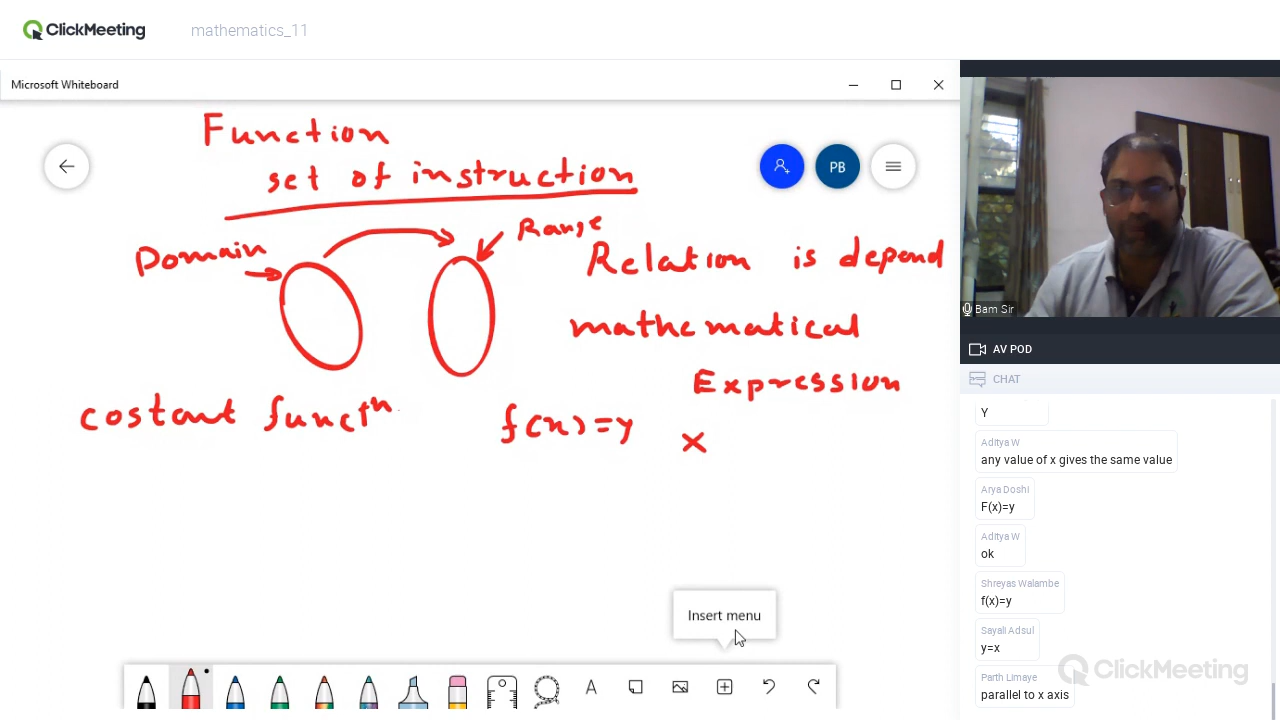 ClickMeeting
mathematics_11
Microsoft Whiteboard
Function
set of instruction
PB
Domain
Range
Relation is depend
mathematical
Expression
costant functn
f(x)=y x
Insert menu
A
Bam Sir
AV POD
CHAT
Y
Aditya W
any value of x gives the same value
Arya Doshi
F(x)=y
Aditya W
ok
Shreyas Walambe
f(x)=y
Sayali Adsul
y=x
Parth Limaye
parallel to x axis
ClickMeeting